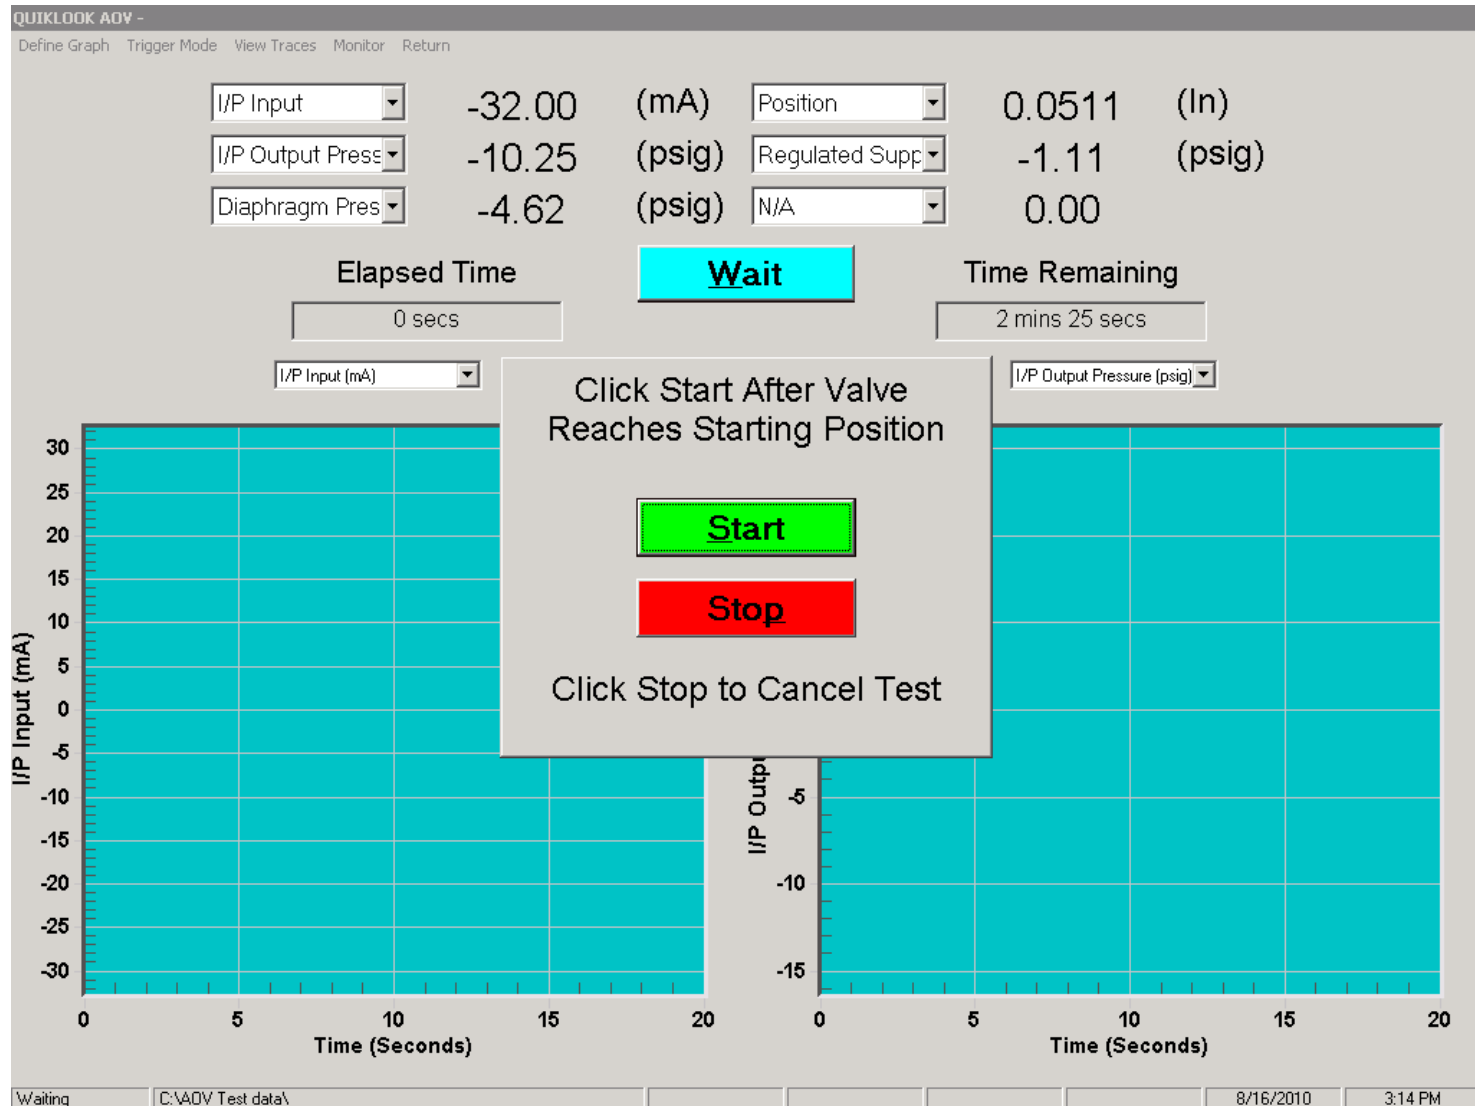 QUIKLOOK AOV -
Define Graph Trigger Mode View Traces Monitor Return
I/P Input -32.00 (mA) Position 0.0511 (In)
I/P Output Press -10.25 (psig) Regulated Supp -1.11 (psig)
Diaphragm Pres -4.62 (psig) N/A 0.00
Elapsed Time Wait Time Remaining
0 secs 2 mins 25 secs
I/P Input (mA) I/P Output Pressure (psig)
Click Start After Valve
Reaches Starting Position
Start
Stop
Click Stop to Cancel Test
I/P Input (mA)
30
25
20
15
10
5
0
-5
-10
-15
-20
-25
-30
0 5 10 15 20
Time (Seconds)
I/P Outpu
-5
-10
-15
0 5 10 15 20
Time (Seconds)
Waiting C:\AOV Test data\ 8/16/2010 3:14 PM